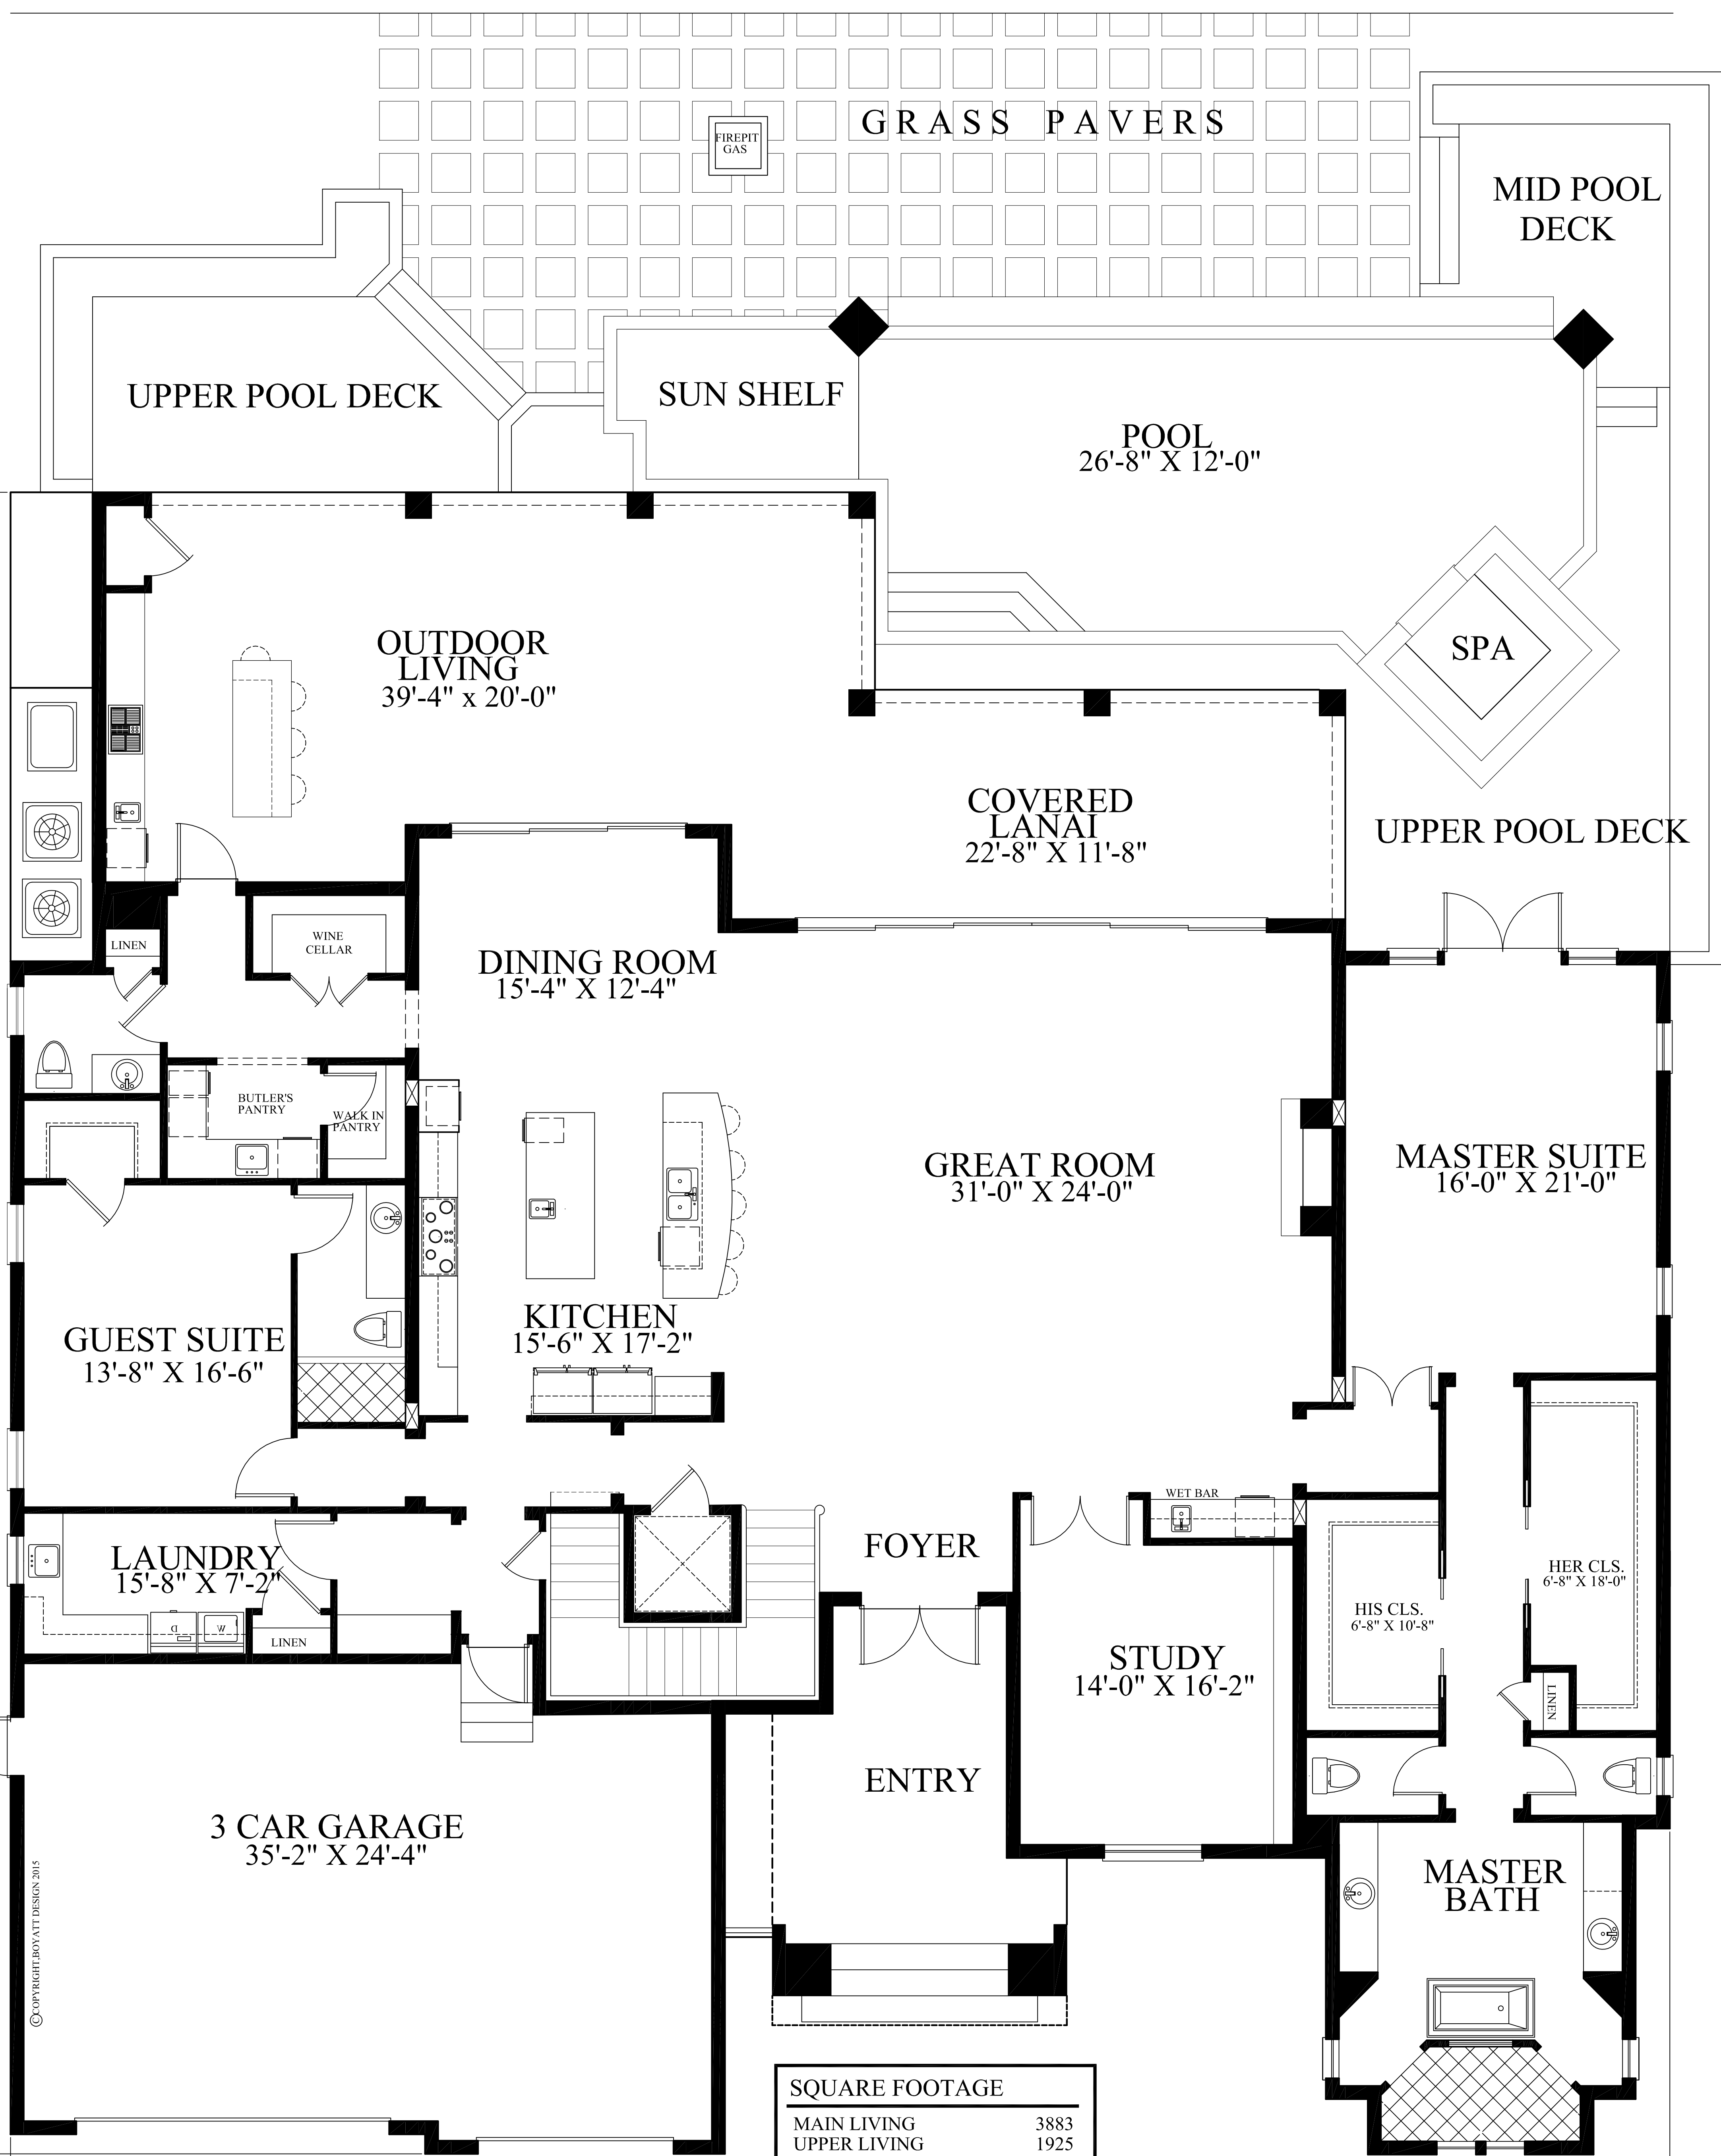 GRASS PAVERS
FIREPIT
GAS
MID POOL
DECK
UPPER POOL DECK
SUN SHELF
POOL
26'-8" X 12'-0"
OUTDOOR
LIVING
39'-4" x 20'-0"
SPA
COVERED
LANAI
22'-8" X 11'-8"
UPPER POOL DECK
LINEN
WINE
CELLAR
DINING ROOM
15'-4" X 12'-4"
BUTLER'S
PANTRY
WALK IN
PANTRY
GREAT ROOM
31'-0" X 24'-0"
MASTER SUITE
16'-0" X 21'-0"
GUEST SUITE
13'-8" X 16'-6"
KITCHEN
15'-6" X 17'-2"
WET BAR
LAUNDRY
15'-8" X 7'-2"
D
W
LINEN
FOYER
HER CLS.
6'-8" X 18'-0"
HIS CLS.
6'-8" X 10'-8"
LINEN
STUDY
14'-0" X 16'-2"
ENTRY
3 CAR GARAGE
35'-2" X 24'-4"
©COPYRIGHT,BOYATT DESIGN 2015
MASTER
BATH
SQUARE FOOTAGE
MAIN LIVING 3883
UPPER LIVING 1925